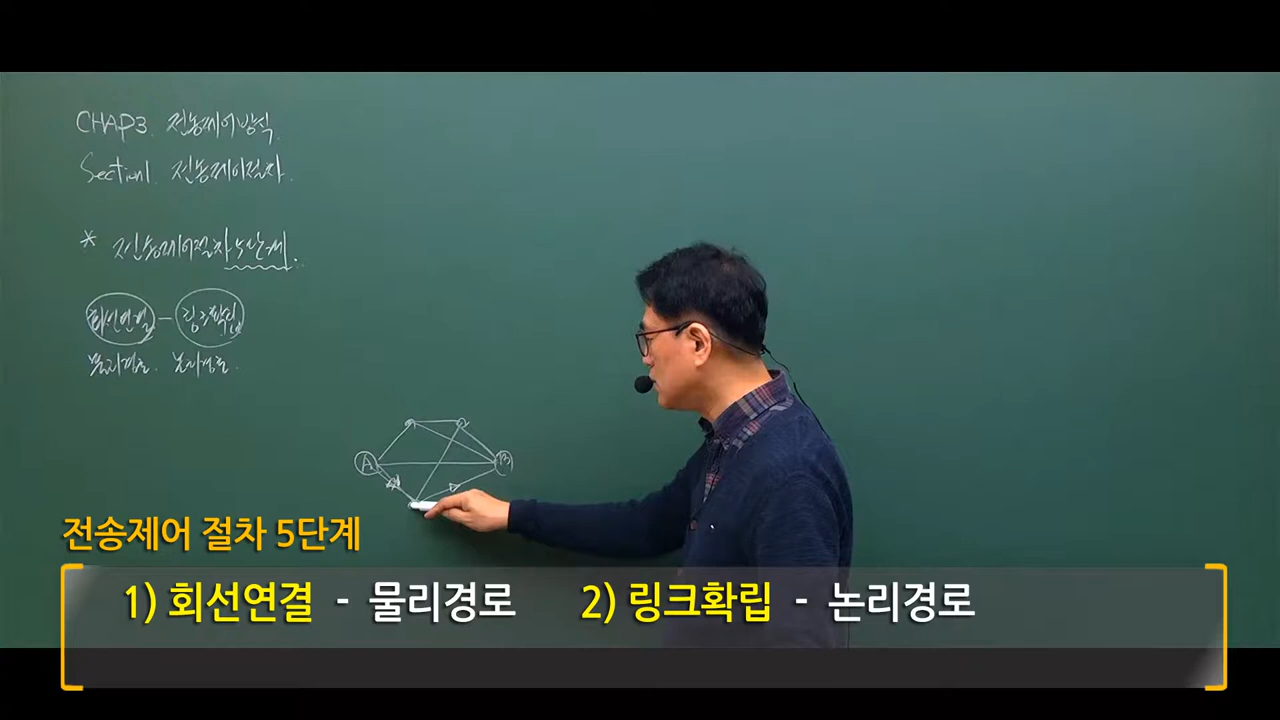 CHAP3. 전송제어방식.
Section1. 전송제어절차.
* 전송제어절차 5단계.
회선연결 - 링크확립
물리경로. 논리경로.
A B
전송제어 절차 5단계
1) 회선연결 - 물리경로 2) 링크확립 - 논리경로